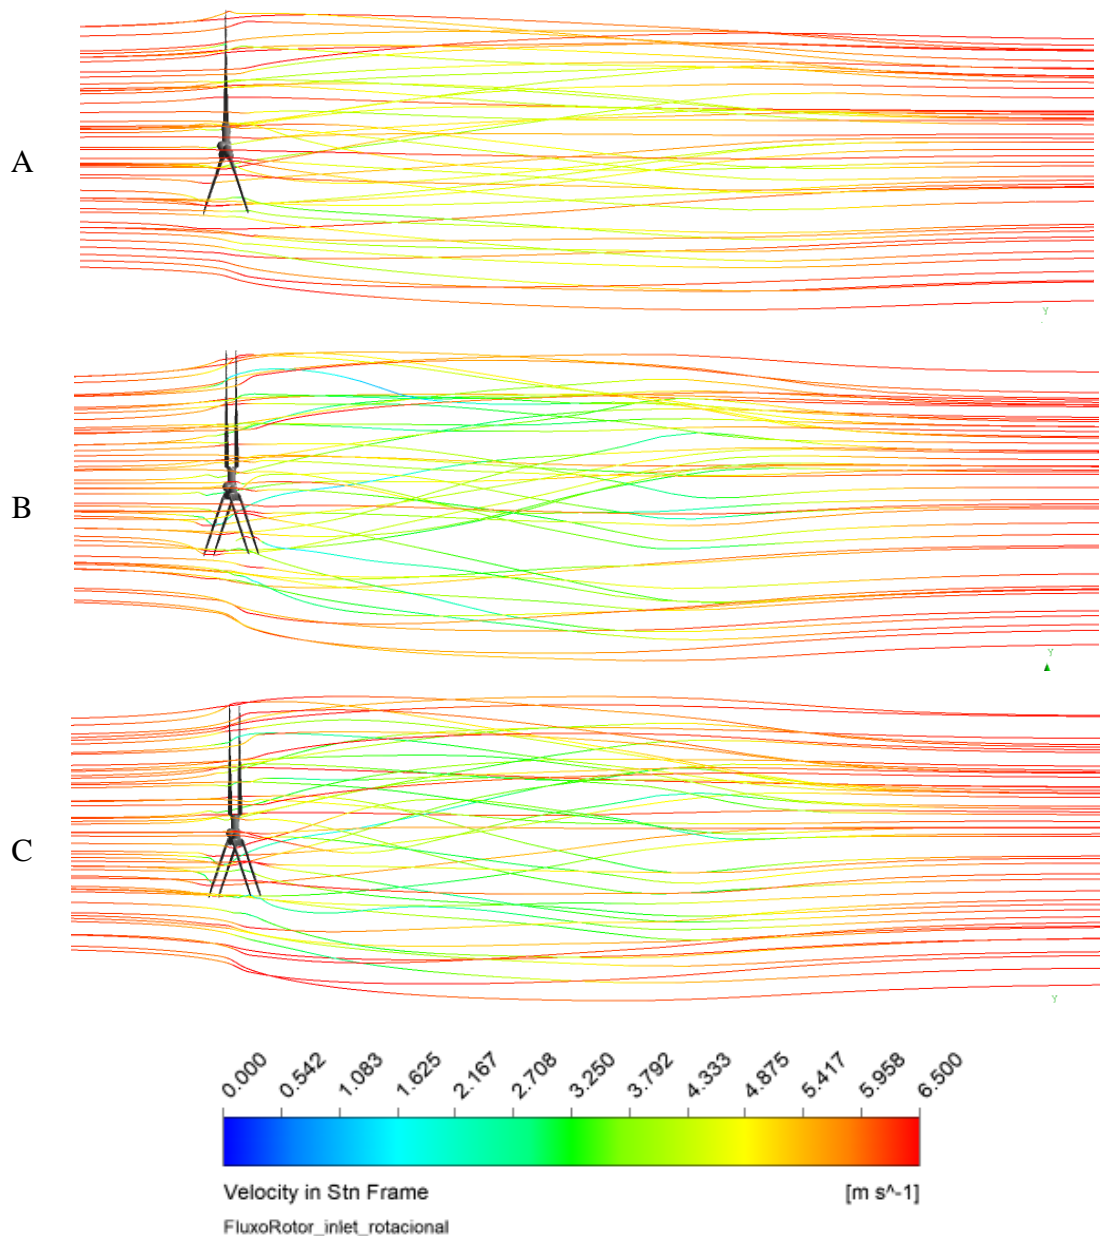 A
Y
B
Y
C
Y
0.000 0.542 1.083 1.625 2.167 2.708 3.250 3.792 4.333 4.875 5.417 5.958 6.500
Velocity in Stn Frame [m s^-1]
FluxoRotor_inlet_rotacional